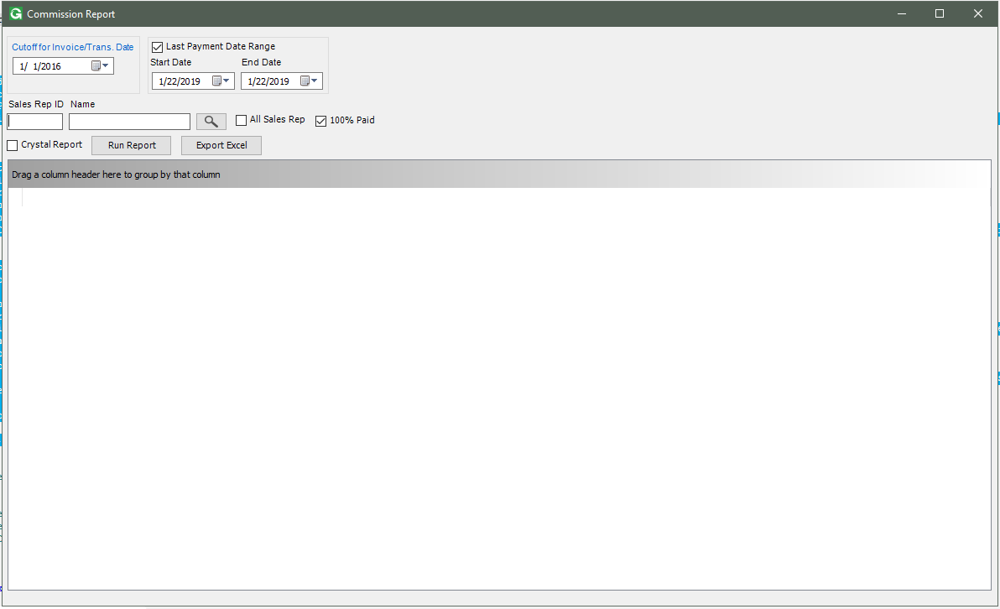 Commission Report
Cutoff for Invoice/Trans. Date
1/ 1/2016
Last Payment Date Range
Start Date End Date
1/22/2019 1/22/2019
Sales Rep ID Name
All Sales Rep 100% Paid
Crystal Report Run Report Export Excel
Drag a column header here to group by that column